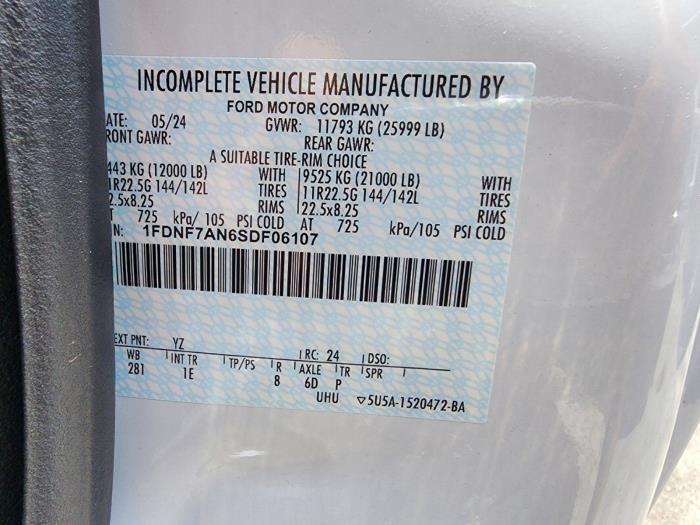 INCOMPLETE VEHICLE MANUFACTURED BY
FORD MOTOR COMPANY
ATE: 05/24 GVWR: 11793 KG (25999 LB)
RONT GAWR: REAR GAWR:
A SUITABLE TIRE-RIM CHOICE
443 KG (12000 LB) WITH 9525 KG (21000 LB) WITH
1R22.5G 144/142L TIRES 11R22.5G 144/142L TIRES
2.5x8.25 RIMS 22.5x8.25 RIMS
T 725 kPa/ 105 PSI COLD AT 725 kPa/105 PSI COLD
N: 1FDNF7AN6SDF06107
EXT PNT: YZ RC: 24 DSO:
WB INT TR TP/PS R AXLE TR SPR
281 1E 8 6D P
UHU ▽5U5A-1520472-BA